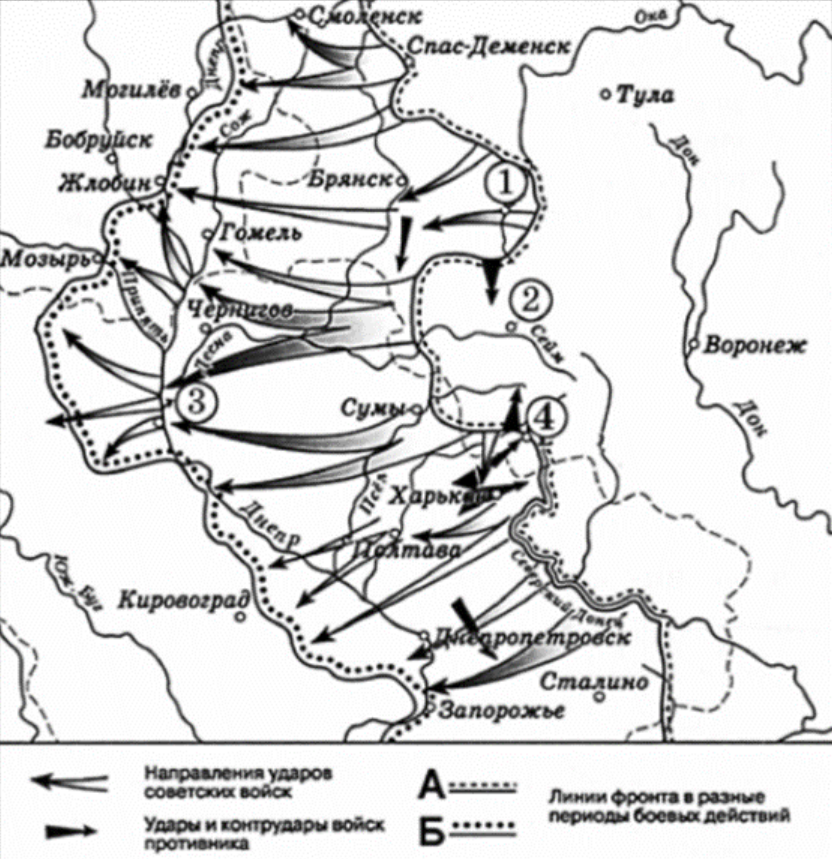 Смоленск
Ока
Спас-Деменск
Днепр
Могилёв
Тула
Сож
Бобруйск
Дон
Жлобин
Брянск
1
Гомель
Мозырь
Припять
2
Чернигов
Сейм
Десна
Воронеж
3
Сумы
4
Дон
Харьков
Псёл
Днепр
Полтава
Юж. Буг
Северский Донец
Кировоград
Днепропетровск
Сталино
Запорожье
Направления ударов
советских войск
Удары и контрудары войск
противника
А
Б
Линии фронта в разные
периоды боевых действий